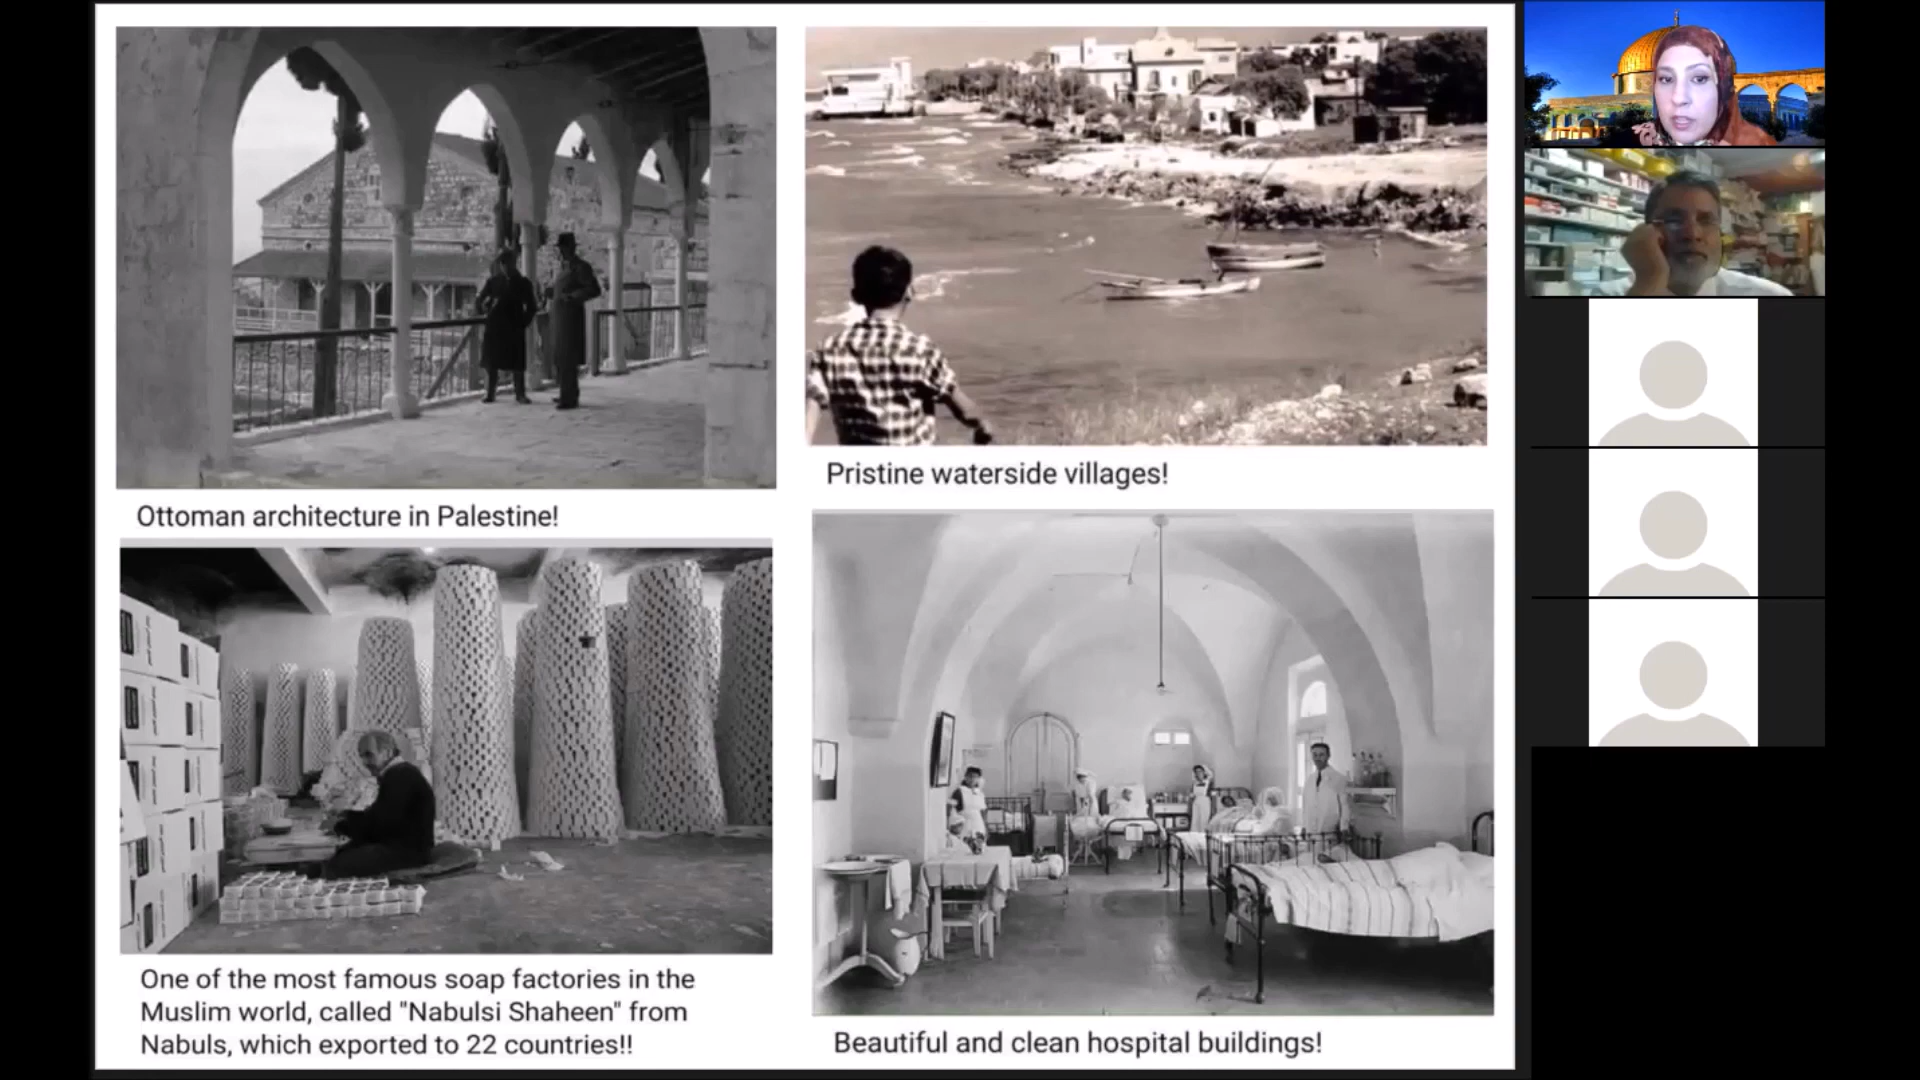 Ottoman architecture in Palestine!
Pristine waterside villages!
One of the most famous soap factories in the
Muslim world, called "Nabulsi Shaheen" from
Nabuls, which exported to 22 countries!!
Beautiful and clean hospital buildings!